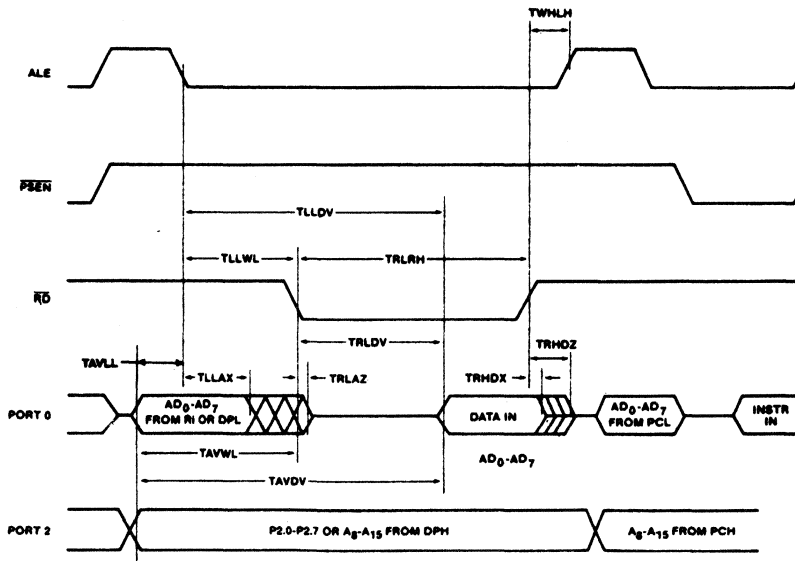 TWHLH
ALE
PSEN
TLLDV
TLLWL
TRLRH
RD
TRLDV
TRHDZ
TAVLL
TLLAX
TRLAZ
TRHDX
PORT 0
AD0-AD7
FROM RI OR DPL
DATA IN
AD0-AD7
FROM PCL
INSTR
IN
TAVWL
AD0-AD7
TAVDV
PORT 2
P2.0-P2.7 OR A8-A15 FROM DPH
A8-A15 FROM PCH